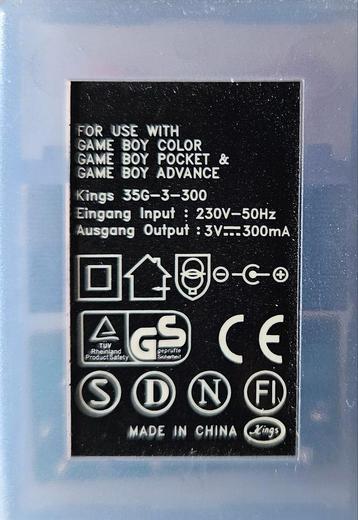 FOR USE WITH
GAME BOY COLOR
GAME BOY POCKET &
GAME BOY ADVANCE
Kings 35G-3-300
Eingang Input : 230V-50Hz
Ausgang Output : 3V⎓300mA
TÜV
Rheinland
Product Safety
GS
geprüfte
Sicherheit
CE
S D N FI
MADE IN CHINA Kings